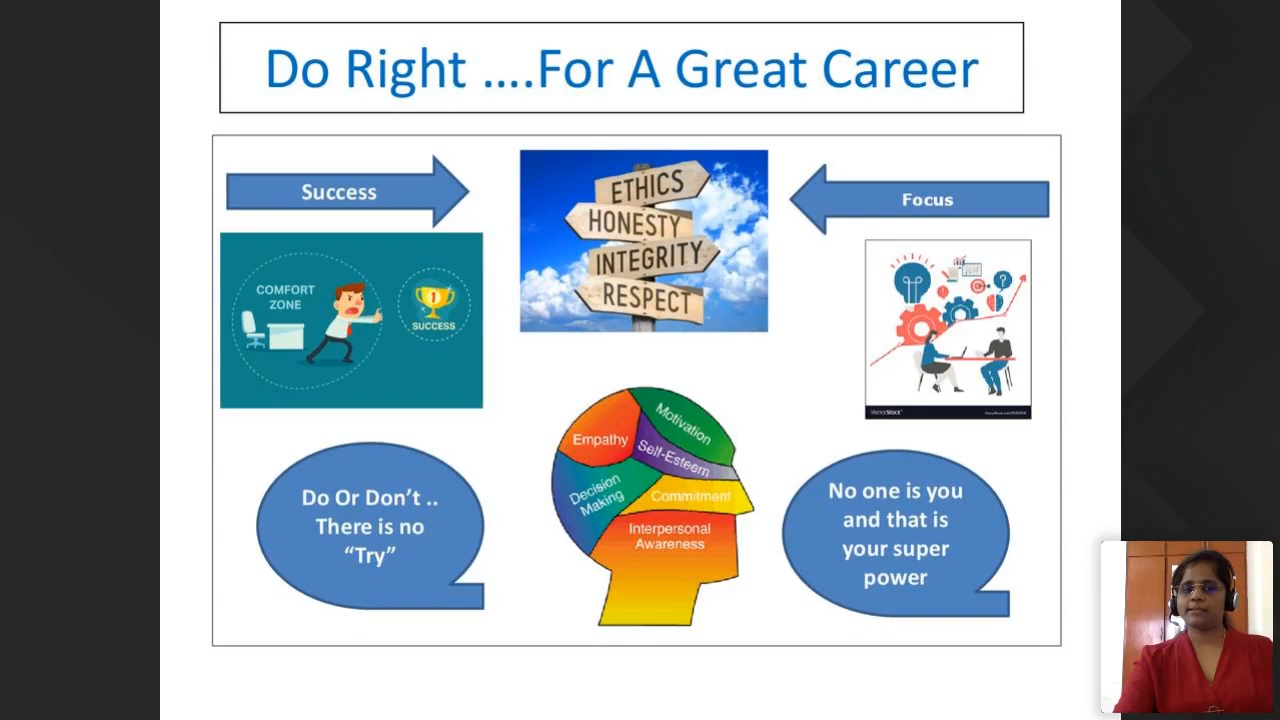 Do Right ....For A Great Career
Success
ETHICS
HONESTY
INTEGRITY
RESPECT
Focus
COMFORT
ZONE
1
SUCCESS
?
VectorStock
Empathy
Motivation
Self-Esteem
Decision
Making
Commitment
Interpersonal
Awareness
Do Or Don’t ..
There is no
“Try”
No one is you
and that is
your super
power